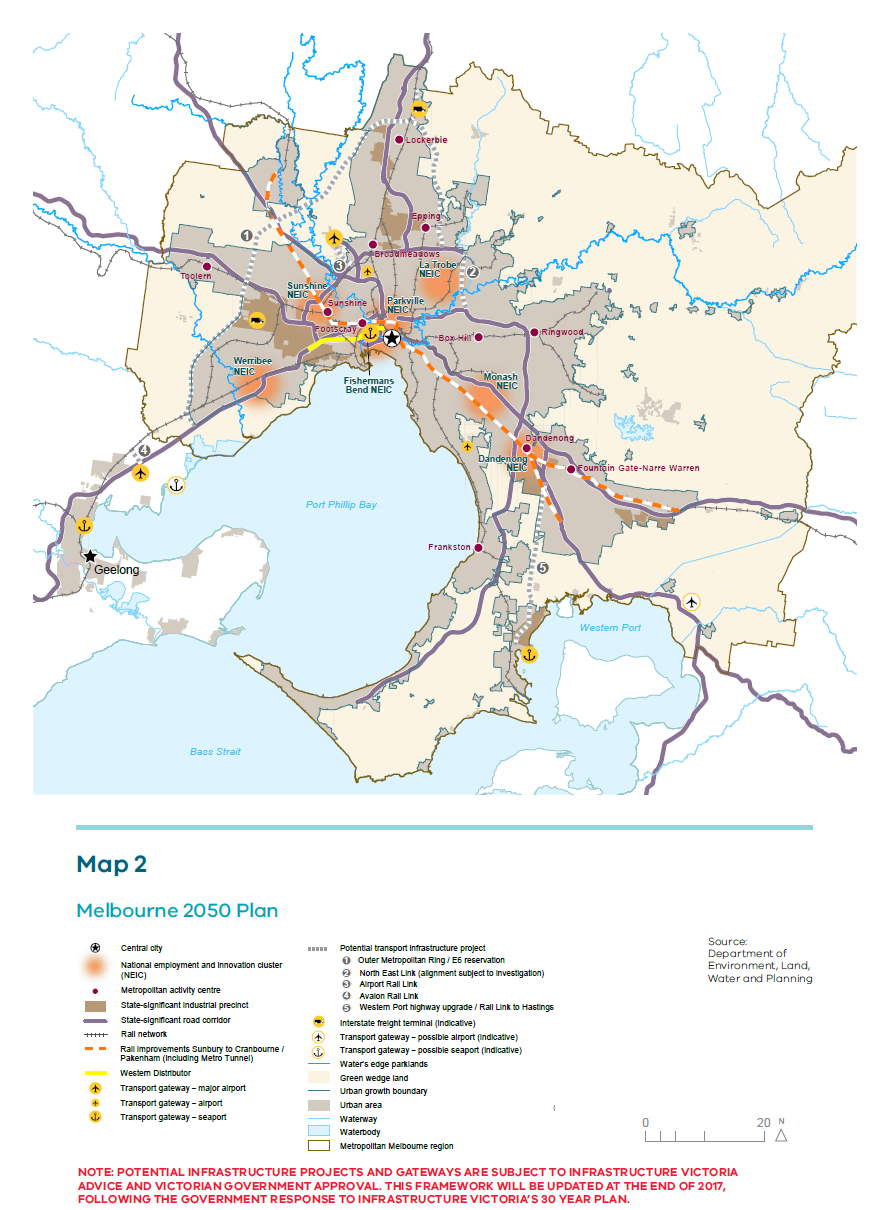 Lockerbie
Epping
1
Broadmeadows
3
La Trobe
NEIC
2
Toolern
Sunshine
NEIC
Sunshine
Parkville
NEIC
Footscray
Box Hill
Ringwood
Werribee
NEIC
Fishermans
Bend NEIC
Monash
NEIC
Dandenong
4
Dandenong
NEIC
Fountain Gate-Narre Warren
Port Phillip Bay
Frankston
Geelong
5
Western Port
Bass Strait
Map 2
Melbourne 2050 Plan
Central city
National employment and innovation cluster
(NEIC)
Metropolitan activity centre
State-significant industrial precinct
State-significant road corridor
Rail network
Rail improvements Sunbury to Cranbourne /
Pakenham (including Metro Tunnel)
Western Distributor
Transport gateway – major airport
Transport gateway – airport
Transport gateway – seaport
Potential transport infrastructure project
1 Outer Metropolitan Ring / E6 reservation
2 North East Link (alignment subject to investigation)
3 Airport Rail Link
4 Avalon Rail Link
5 Western Port highway upgrade / Rail Link to Hastings
Interstate freight terminal (indicative)
Transport gateway – possible airport (indicative)
Transport gateway – possible seaport (indicative)
Water's edge parklands
Green wedge land
Urban growth boundary
Urban area
Waterway
Waterbody
Metropolitan Melbourne region
Source:
Department of
Environment, Land,
Water and Planning
0 20 N
NOTE: POTENTIAL INFRASTRUCTURE PROJECTS AND GATEWAYS ARE SUBJECT TO INFRASTRUCTURE VICTORIA
ADVICE AND VICTORIAN GOVERNMENT APPROVAL. THIS FRAMEWORK WILL BE UPDATED AT THE END OF 2017,
FOLLOWING THE GOVERNMENT RESPONSE TO INFRASTRUCTURE VICTORIA'S 30 YEAR PLAN.